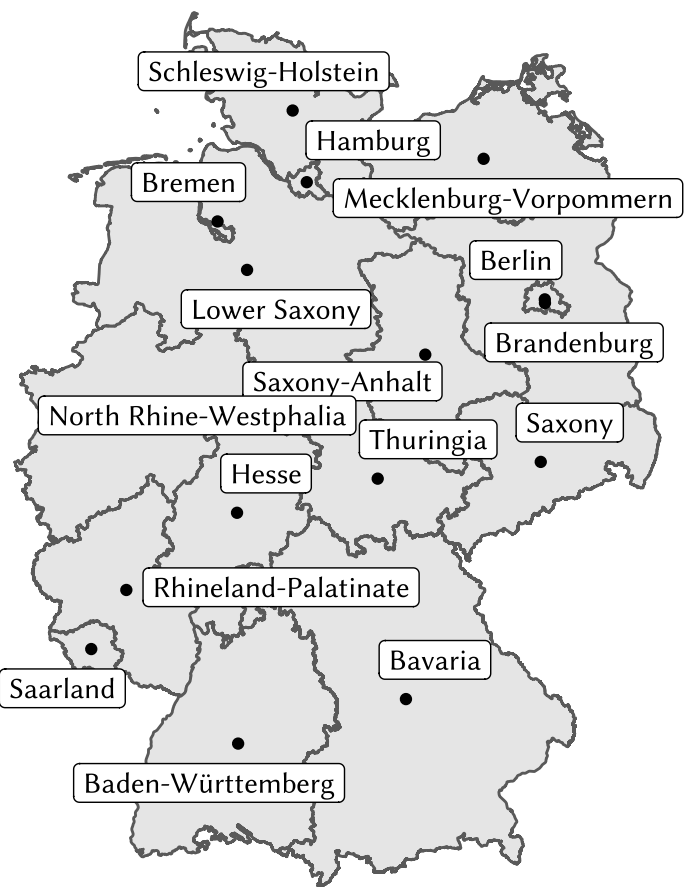 Schleswig-Holstein
Hamburg
Bremen
Mecklenburg-Vorpommern
Berlin
Lower Saxony
Brandenburg
Saxony-Anhalt
North Rhine-Westphalia
Saxony
Thuringia
Hesse
Rhineland-Palatinate
Bavaria
Saarland
Baden-Württemberg